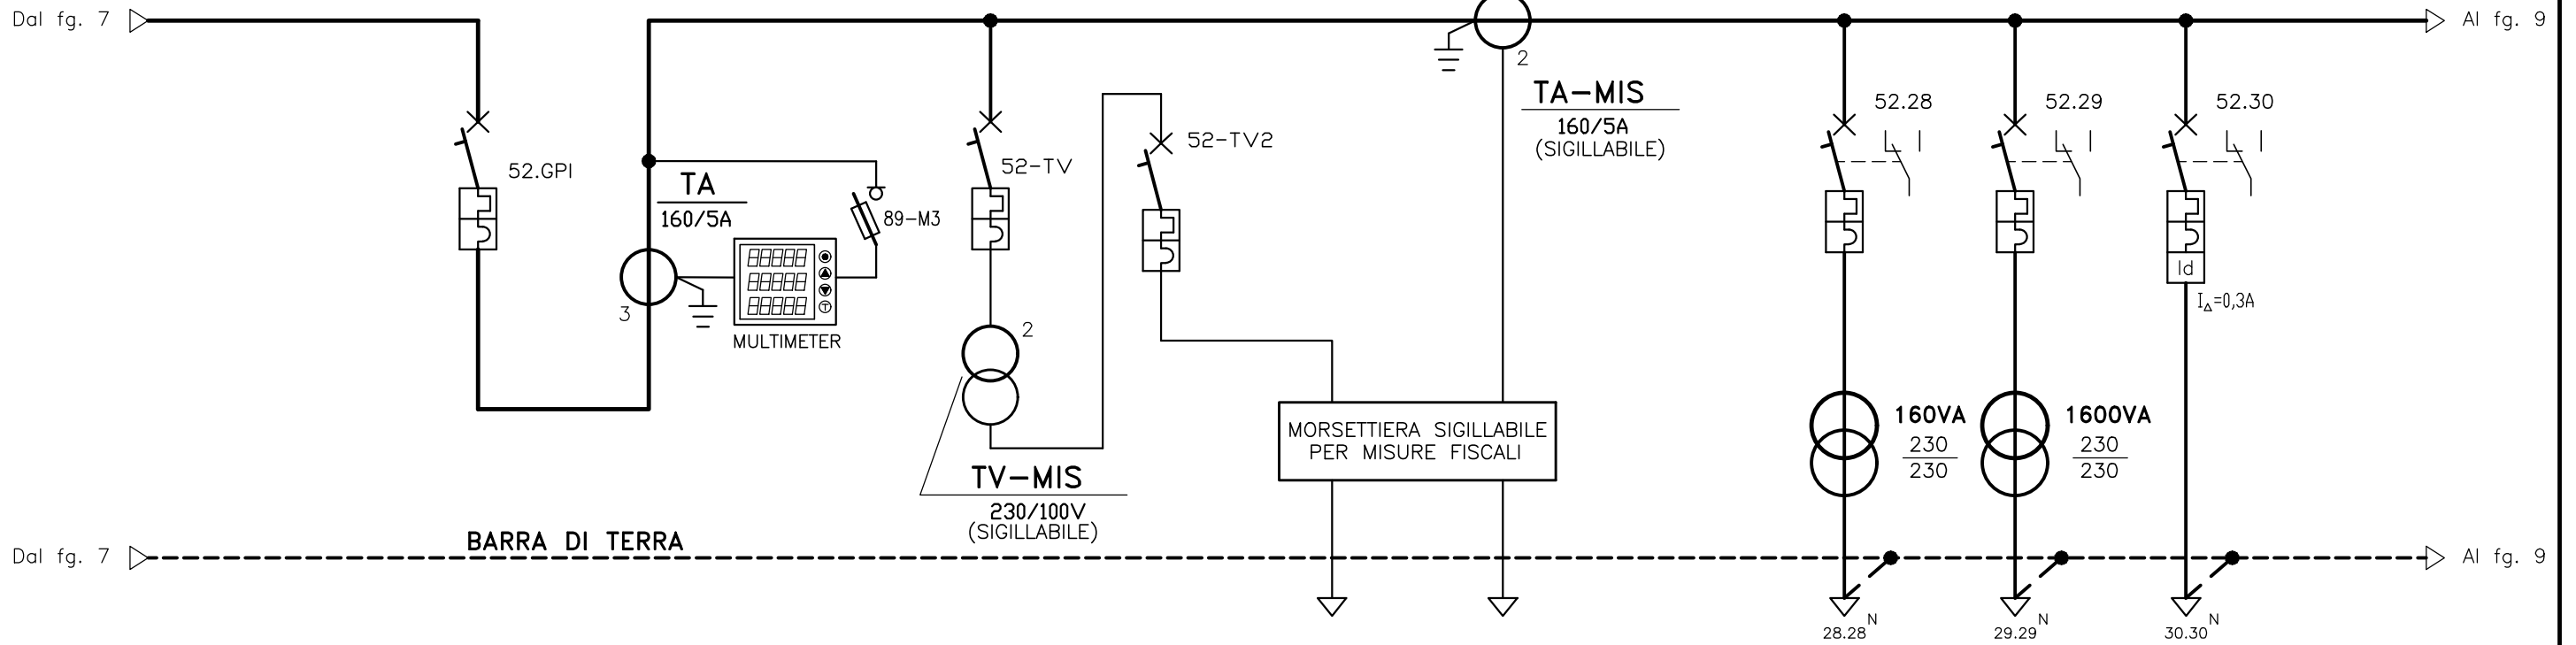 Dal fg. 7
Al fg. 9
52.GPI
TA
160/5A
3
MULTIMETER
89-M3
52-TV
2
TV-MIS
230/100V
(SIGILLABILE)
52-TV2
2
TA-MIS
160/5A
(SIGILLABILE)
MORSETTIERA SIGILLABILE
PER MISURE FISCALI
52.28
52.29
52.30
Id
I∆=0,3A
160VA
230
230
1600VA
230
230
BARRA DI TERRA
Dal fg. 7
Al fg. 9
28.28 N
29.29 N
30.30 N